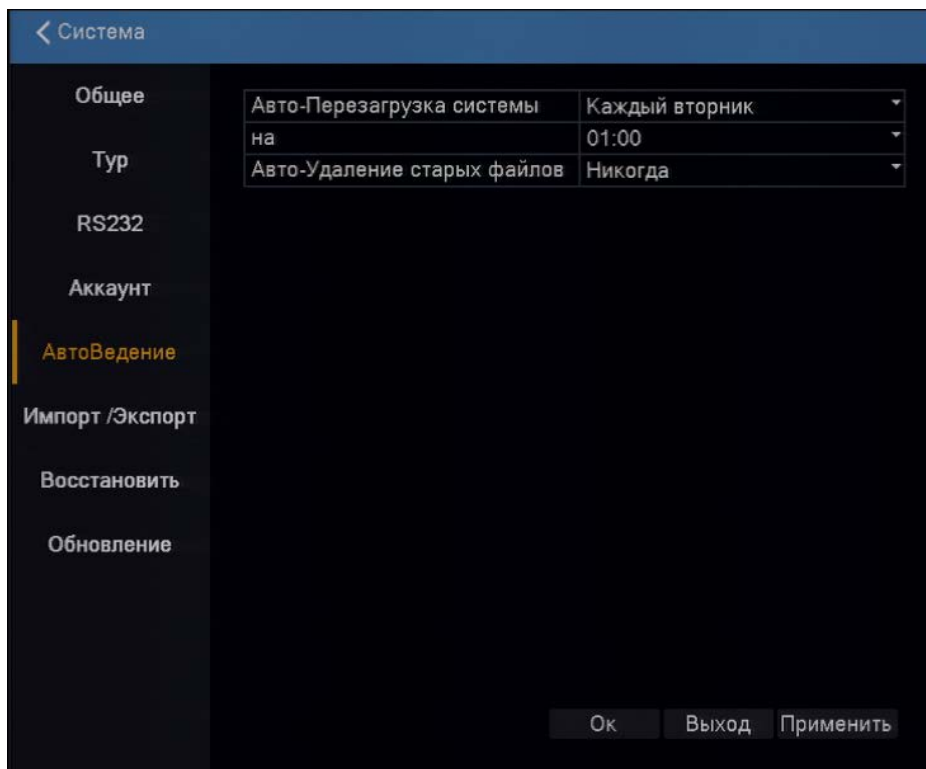 Система
Общее
Тур
RS232
Аккаунт
АвтоВедение
Импорт /Экспорт
Восстановить
Обновление
Авто-Перезагрузка системы Каждый вторник
на 01:00
Авто-Удаление старых файлов Никогда
Ок Выход Применить